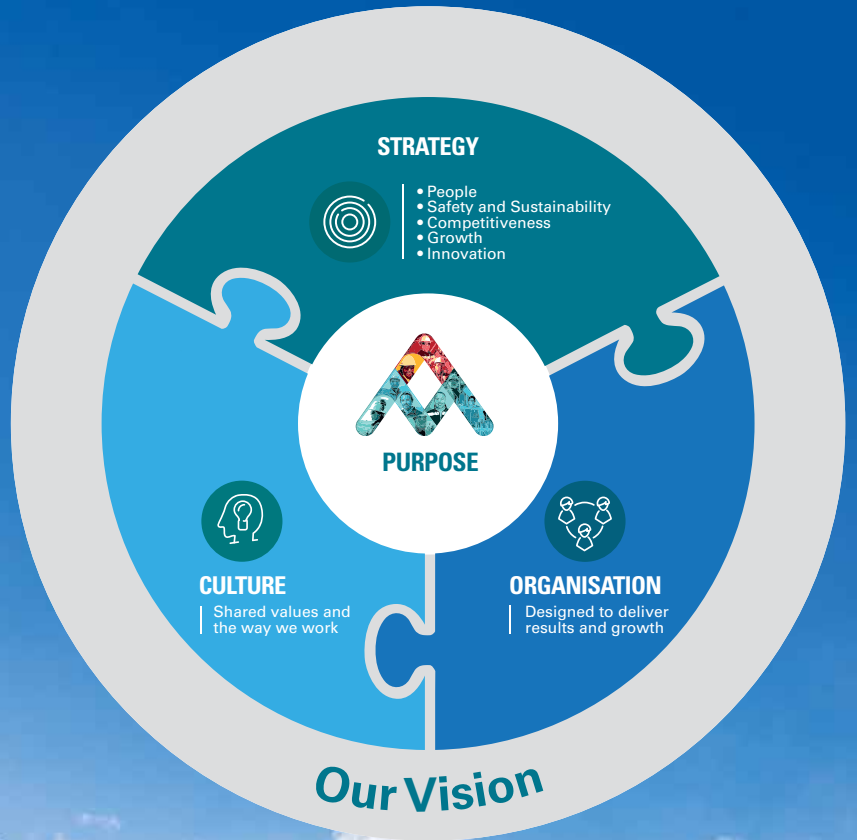 STRATEGY
• People
• Safety and Sustainability
• Competitiveness
• Growth
• Innovation
PURPOSE
CULTURE
Shared values and
the way we work
ORGANISATION
Designed to deliver
results and growth
Our Vision